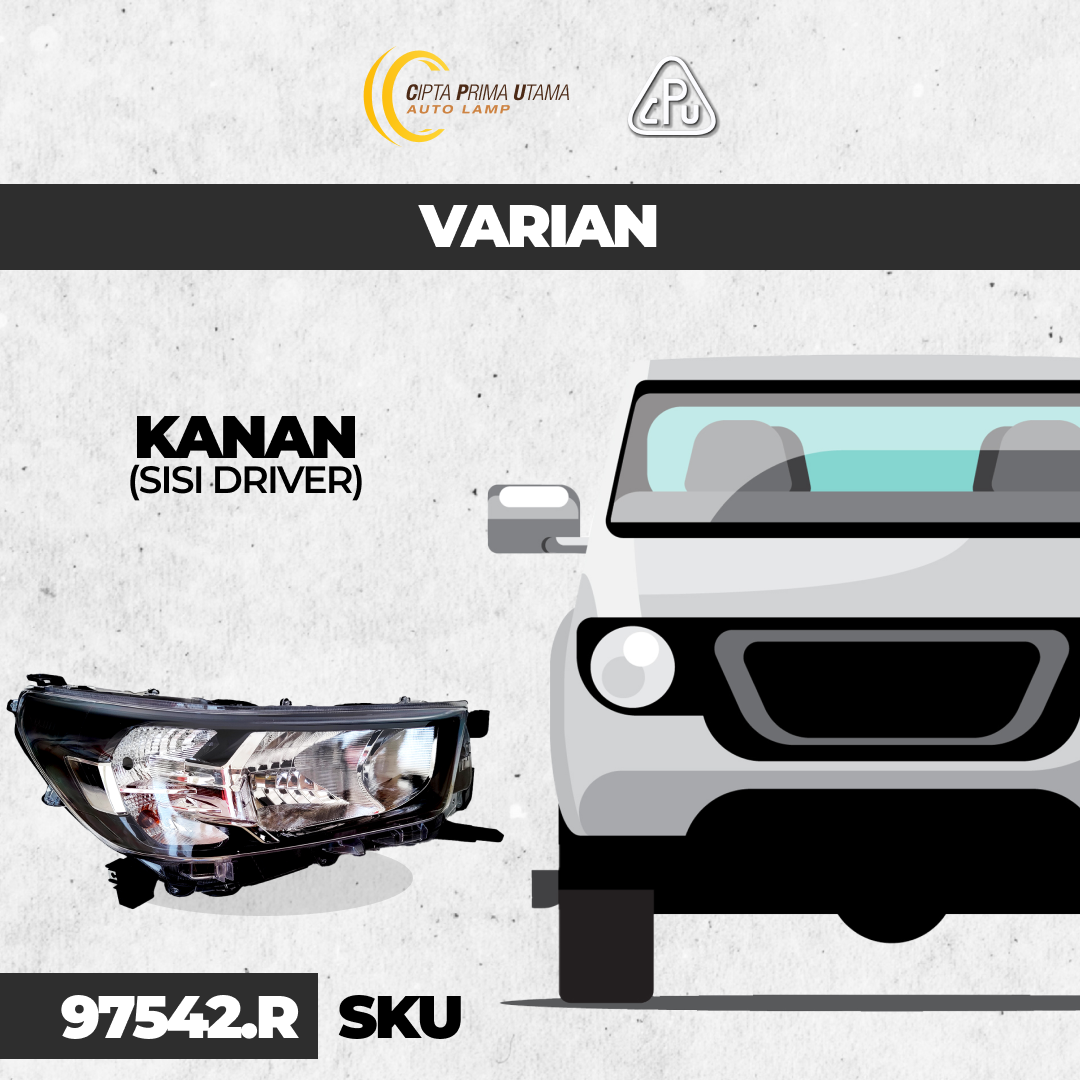 CIPTA PRIMA UTAMA
AUTO LAMP
CPU
VARIAN
KANAN
(SISI DRIVER)
97542.R SKU